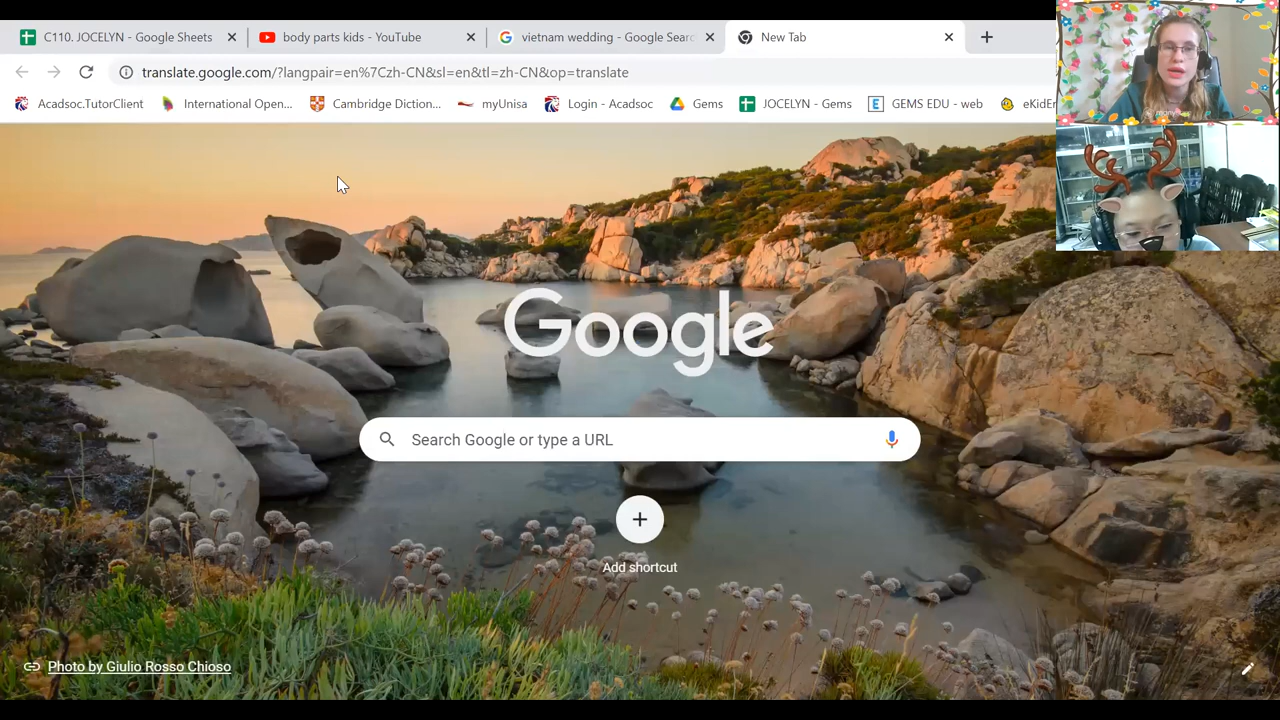 C110. JOCELYN - Google Sheets
body parts kids - YouTube
vietnam wedding - Google Sear
New Tab
translate.google.com/?langpair=en%7Czh-CN&sl=en&tl=zh-CN&op=translate
Acadsoc.TutorClient
International Open...
Cambridge Diction...
myUnisa
Login - Acadsoc
Gems
JOCELYN - Gems
GEMS EDU - web
eKidEn
Google
Search Google or type a URL
Add shortcut
Photo by Giulio Rosso Chioso